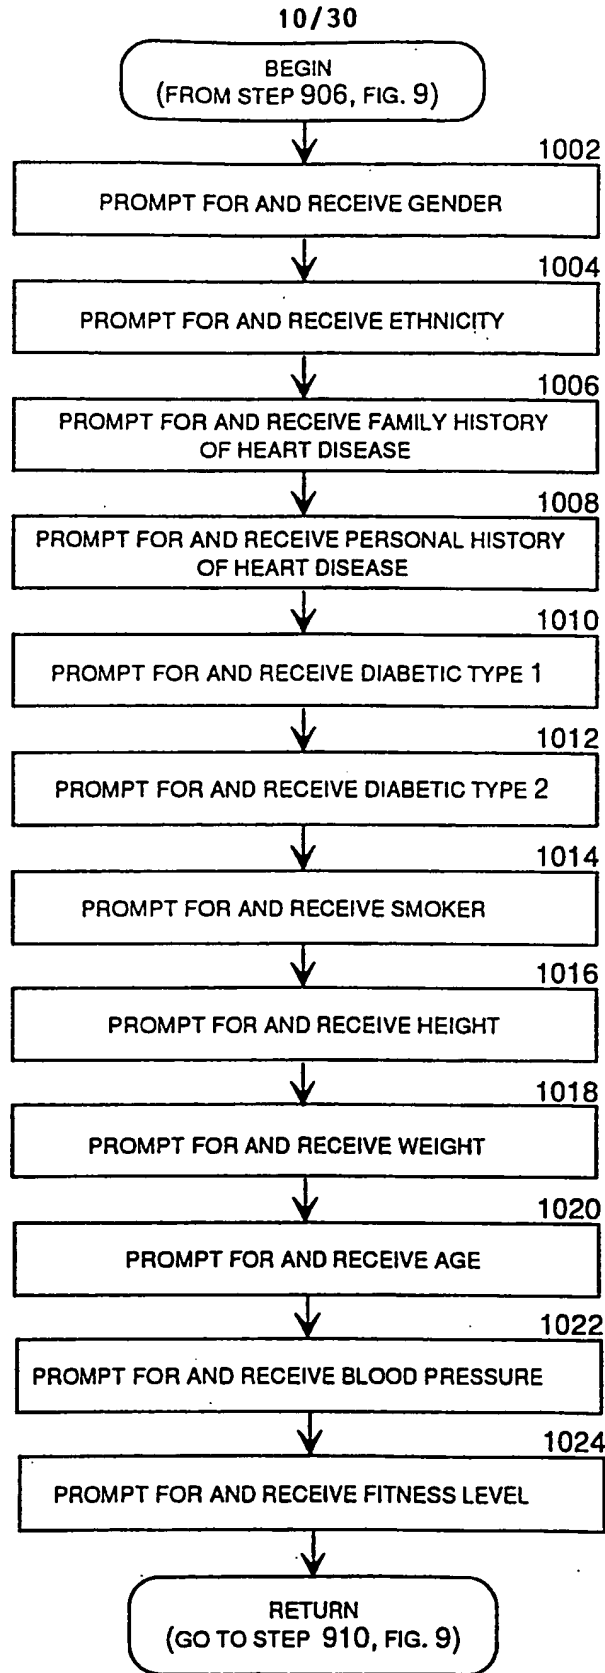 10/30
BEGIN
(FROM STEP 906, FIG. 9)
1002
PROMPT FOR AND RECEIVE GENDER
1004
PROMPT FOR AND RECEIVE ETHNICITY
1006
PROMPT FOR AND RECEIVE FAMILY HISTORY
OF HEART DISEASE
1008
PROMPT FOR AND RECEIVE PERSONAL HISTORY
OF HEART DISEASE
1010
PROMPT FOR AND RECEIVE DIABETIC TYPE 1
1012
PROMPT FOR AND RECEIVE DIABETIC TYPE 2
1014
PROMPT FOR AND RECEIVE SMOKER
1016
PROMPT FOR AND RECEIVE HEIGHT
1018
PROMPT FOR AND RECEIVE WEIGHT
1020
PROMPT FOR AND RECEIVE AGE
1022
PROMPT FOR AND RECEIVE BLOOD PRESSURE
1024
PROMPT FOR AND RECEIVE FITNESS LEVEL
RETURN
(GO TO STEP 910, FIG. 9)